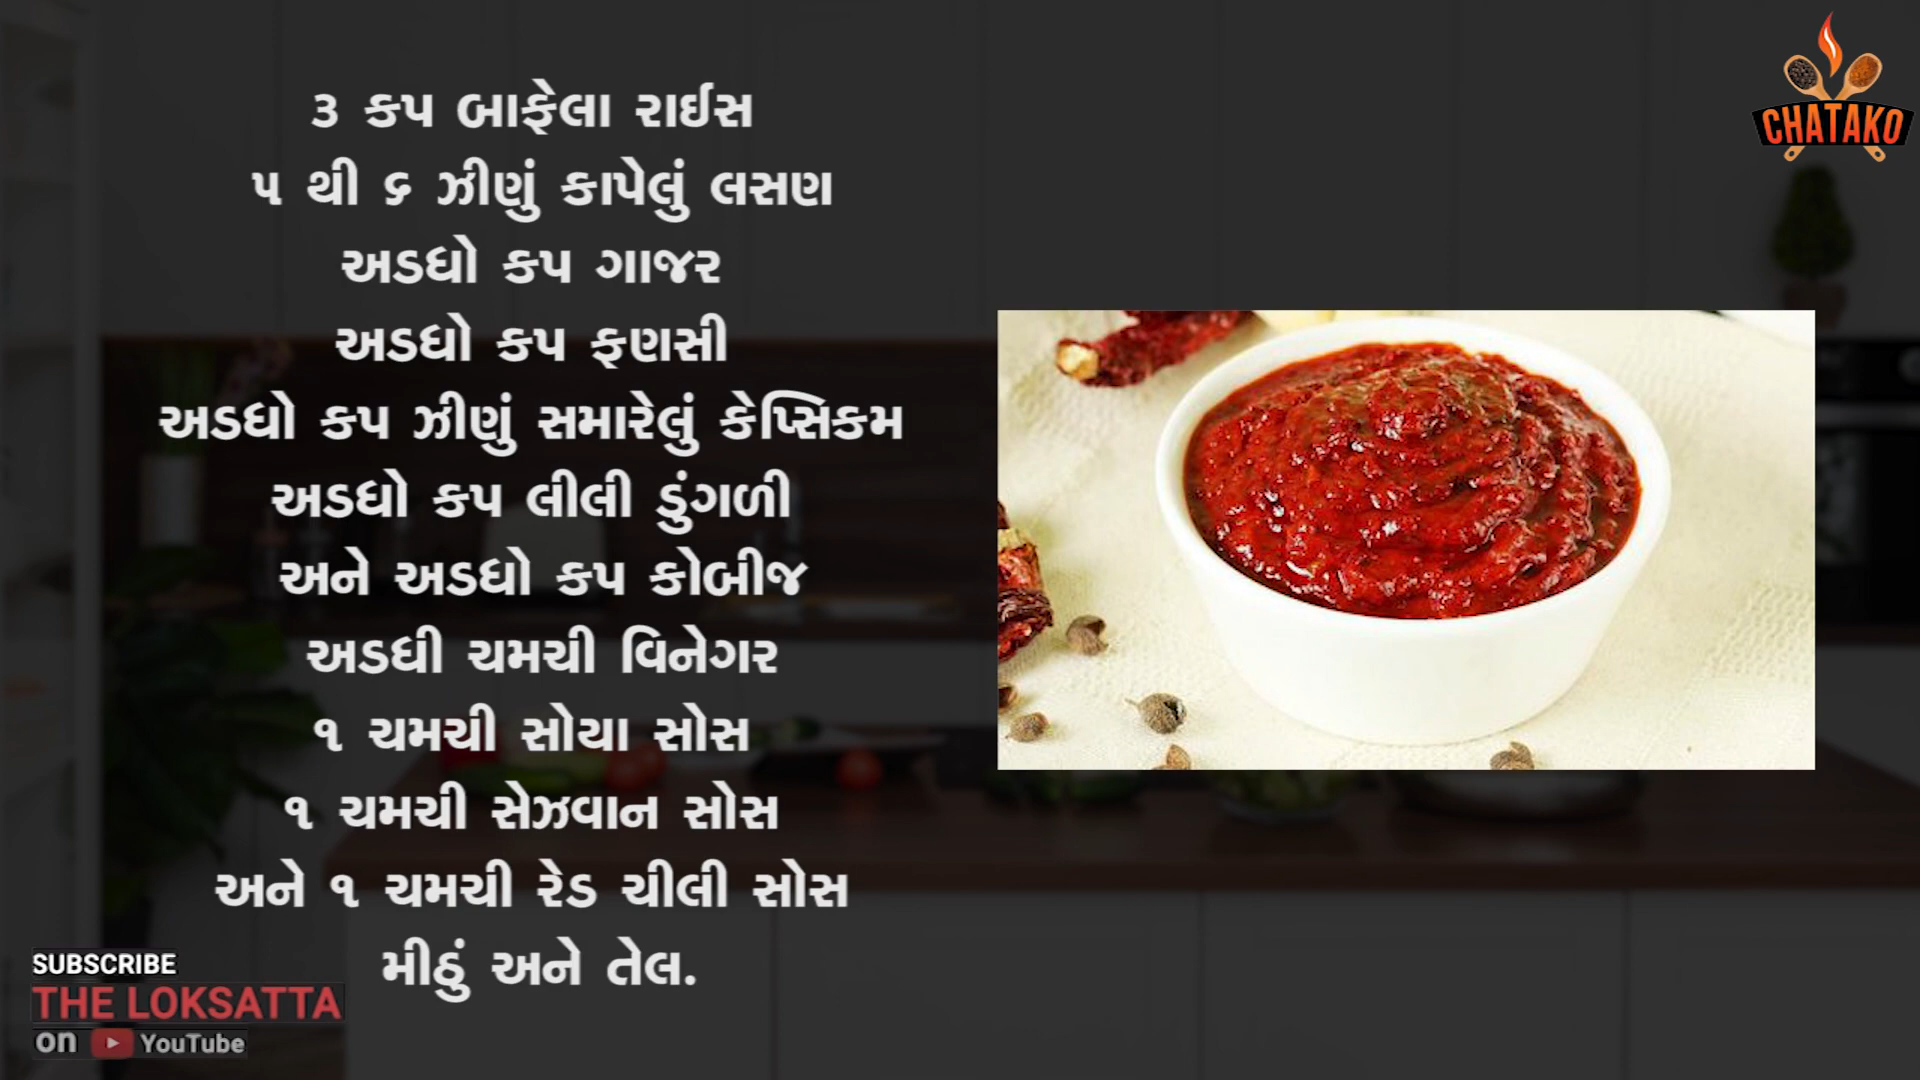 ૩ કપ બાફેલા રાઈસ
૫ થી ૬ ઝીણું કાપેલું લસણ
અડધો કપ ગાજર
અડધો કપ ફણસી
અડધો કપ ઝીણું સમારેલું કેપ્સિકમ
અડધો કપ લીલી ડુંગળી
અને અડધો કપ કોબીજ
અડધી ચમચી વિનેગર
૧ ચમચી સોયા સોસ
૧ ચમચી સેઝવાન સોસ
અને ૧ ચમચી રેડ ચીલી સોસ
મીઠું અને તેલ.
CHATAKO
SUBSCRIBE
THE LOKSATTA
on YouTube